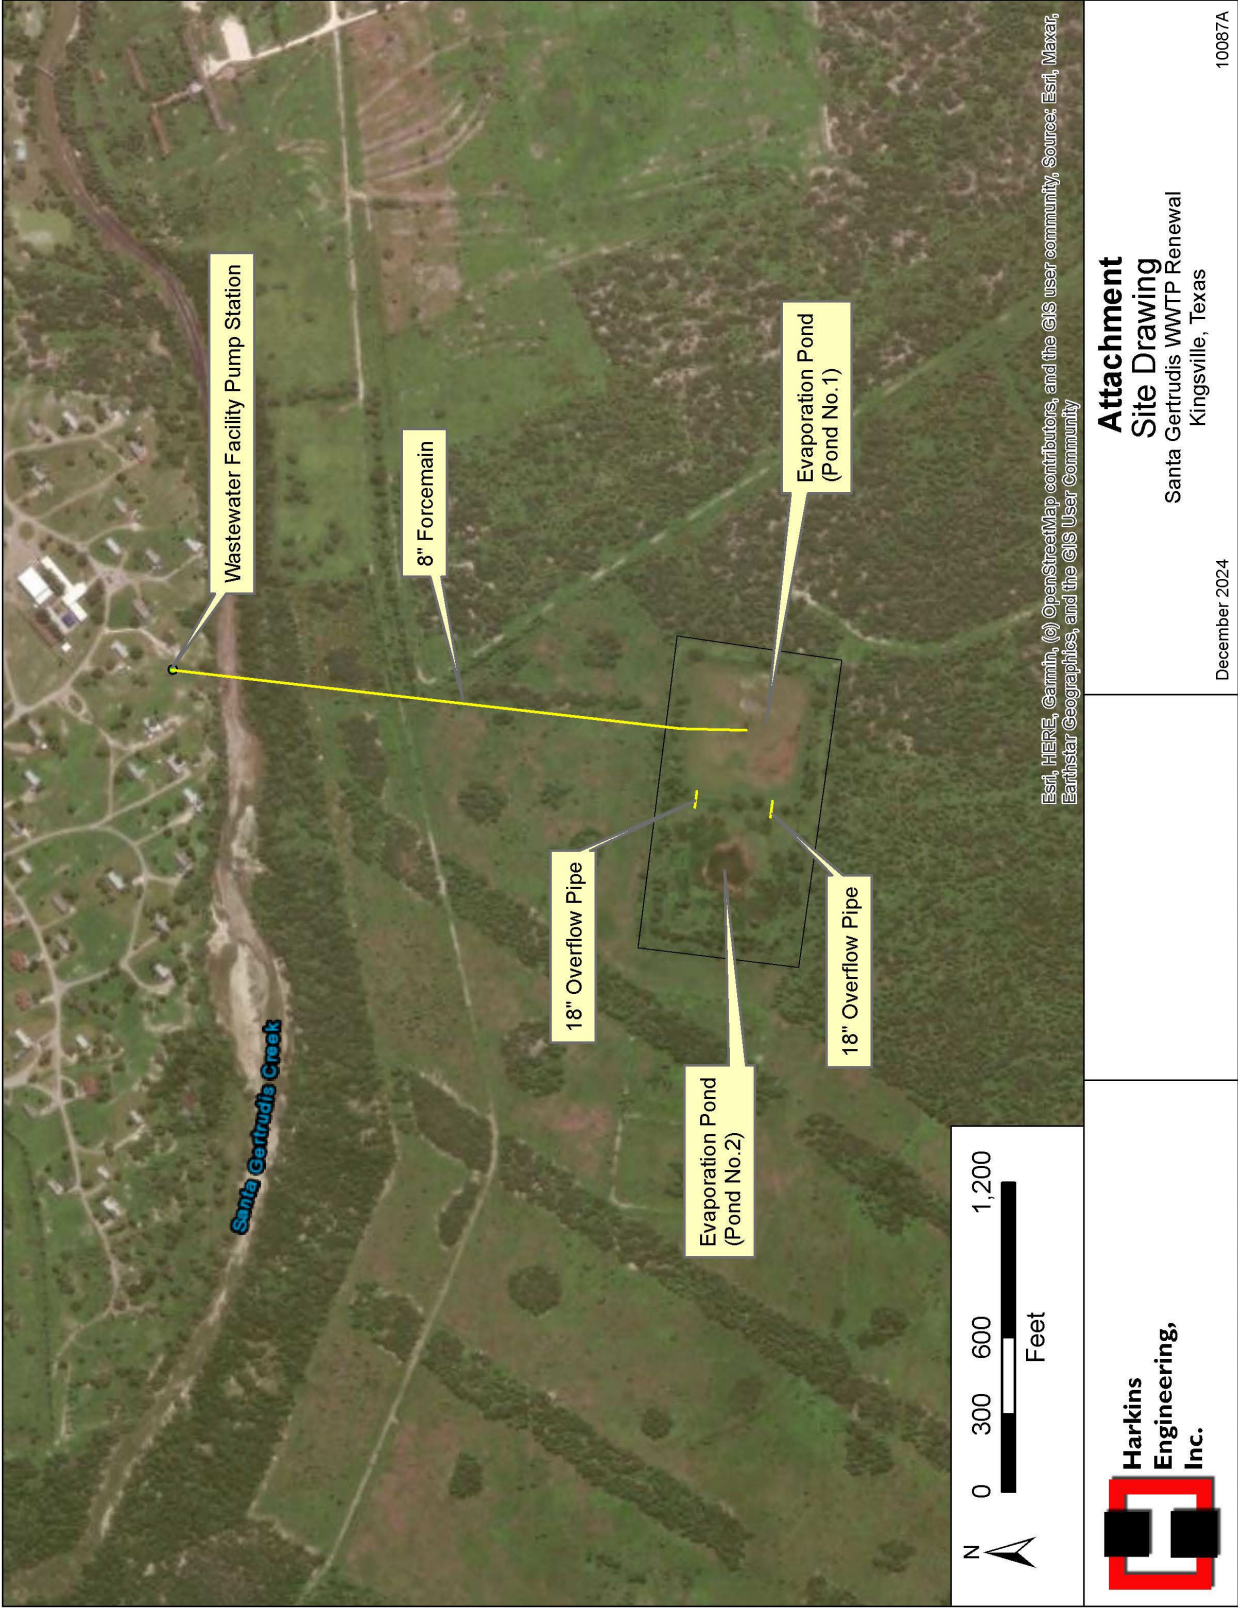 Wastewater Facility Pump Station
8" Forcemain
Santa Gertrudis Creek
18" Overflow Pipe
Evaporation Pond
(Pond No.1)
Evaporation Pond
(Pond No.2)
18" Overflow Pipe
Esri, HERE, Garmin, (c) OpenStreetMap contributors, and the GIS user community, Source: Esri, Maxar,
Earthstar Geographics, and the GIS User Community
N
0 300 600 1,200
Feet
Harkins
Engineering,
Inc.
Attachment
Site Drawing
Santa Gertrudis WWTP Renewal
Kingsville, Texas
December 2024
10087A